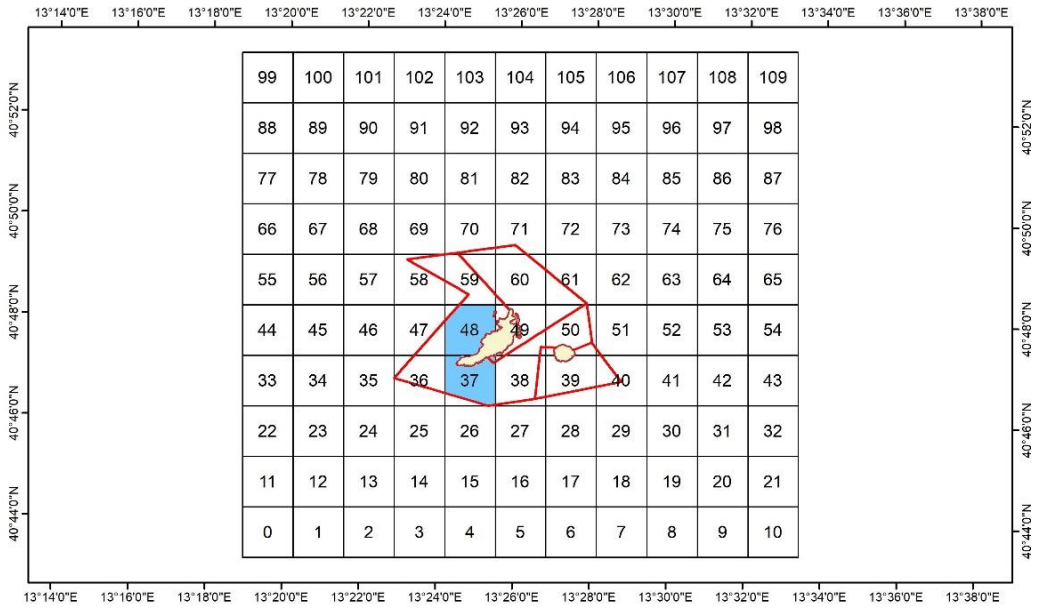 13°14'0"E 13°16'0"E 13°18'0"E 13°20'0"E 13°22'0"E 13°24'0"E 13°26'0"E 13°28'0"E 13°30'0"E 13°32'0"E 13°34'0"E 13°36'0"E 13°38'0"E
99 100 101 102 103 104 105 106 107 108 109
40°52'0"N
40°52'0"N
88 89 90 91 92 93 94 95 96 97 98
77 78 79 80 81 82 83 84 85 86 87
40°50'0"N
40°50'0"N
66 67 68 69 70 71 72 73 74 75 76
55 56 57 58 59 60 61 62 63 64 65
40°48'0"N
40°48'0"N
44 45 46 47 48 49 50 51 52 53 54
33 34 35 36 37 38 39 40 41 42 43
40°46'0"N
40°46'0"N
22 23 24 25 26 27 28 29 30 31 32
11 12 13 14 15 16 17 18 19 20 21
40°44'0"N
40°44'0"N
0 1 2 3 4 5 6 7 8 9 10
13°14'0"E 13°16'0"E 13°18'0"E 13°20'0"E 13°22'0"E 13°24'0"E 13°26'0"E 13°28'0"E 13°30'0"E 13°32'0"E 13°34'0"E 13°36'0"E 13°38'0"E